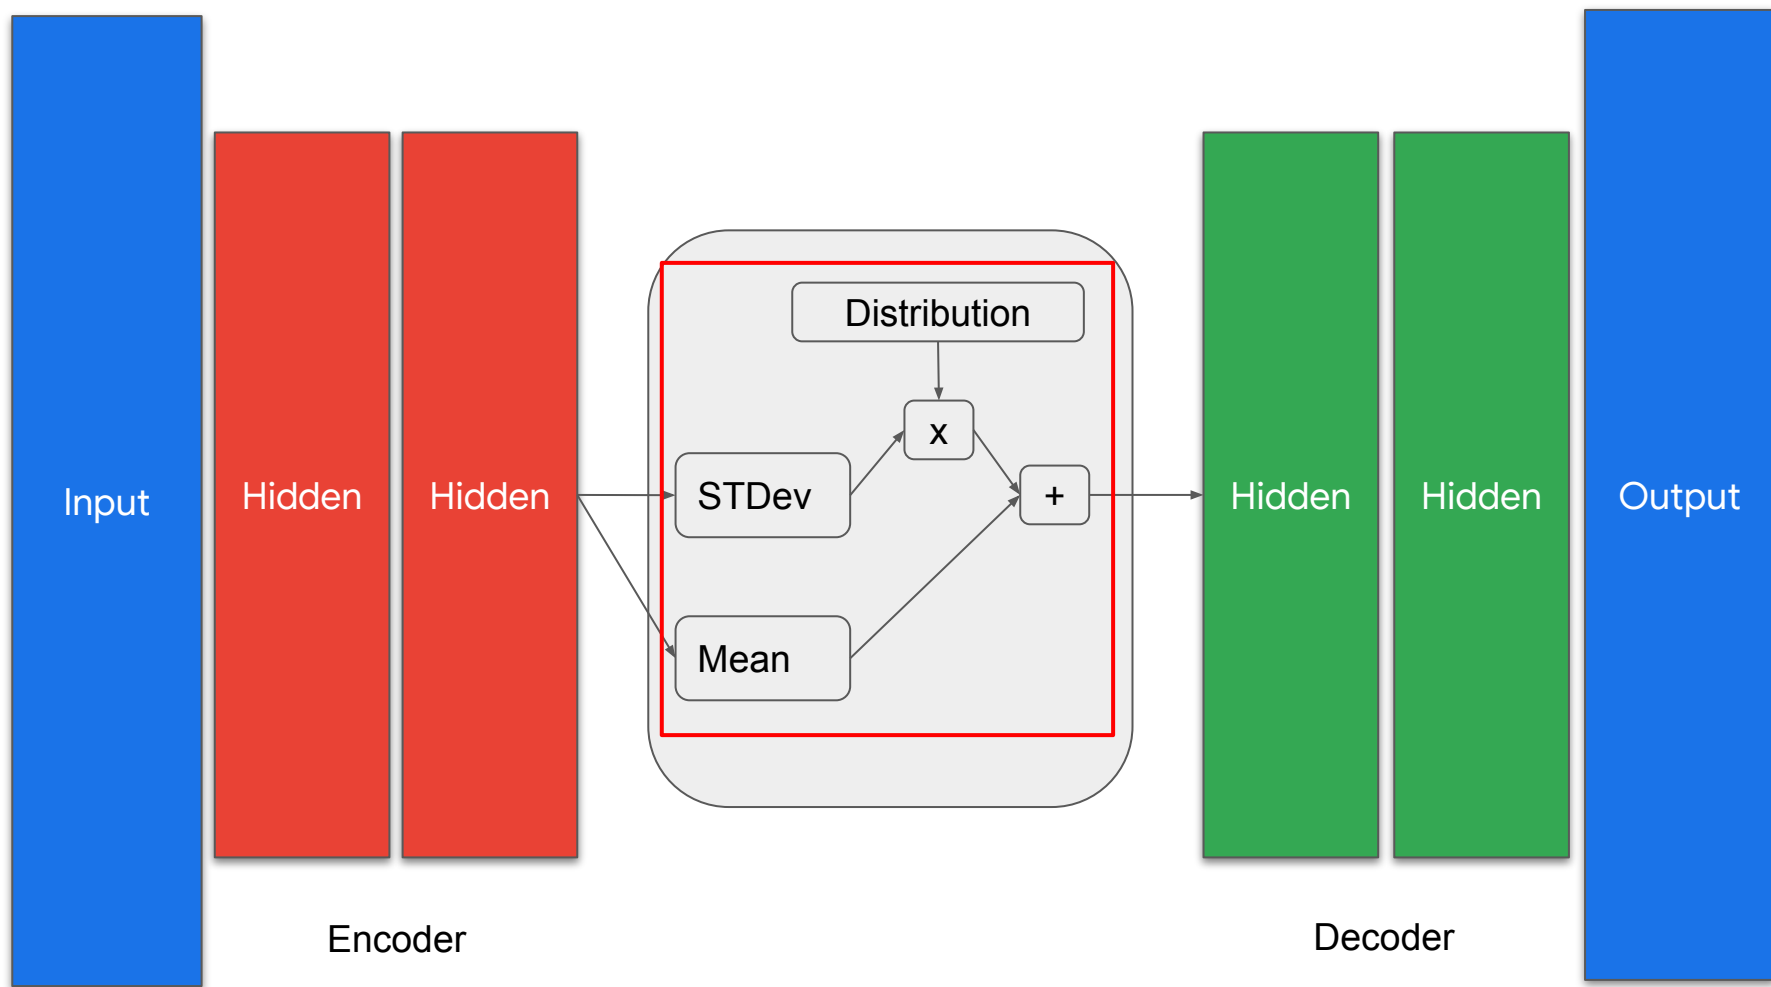 Input
Hidden
Hidden
Distribution
x
STDev
+
Mean
Hidden
Hidden
Output
Encoder
Decoder